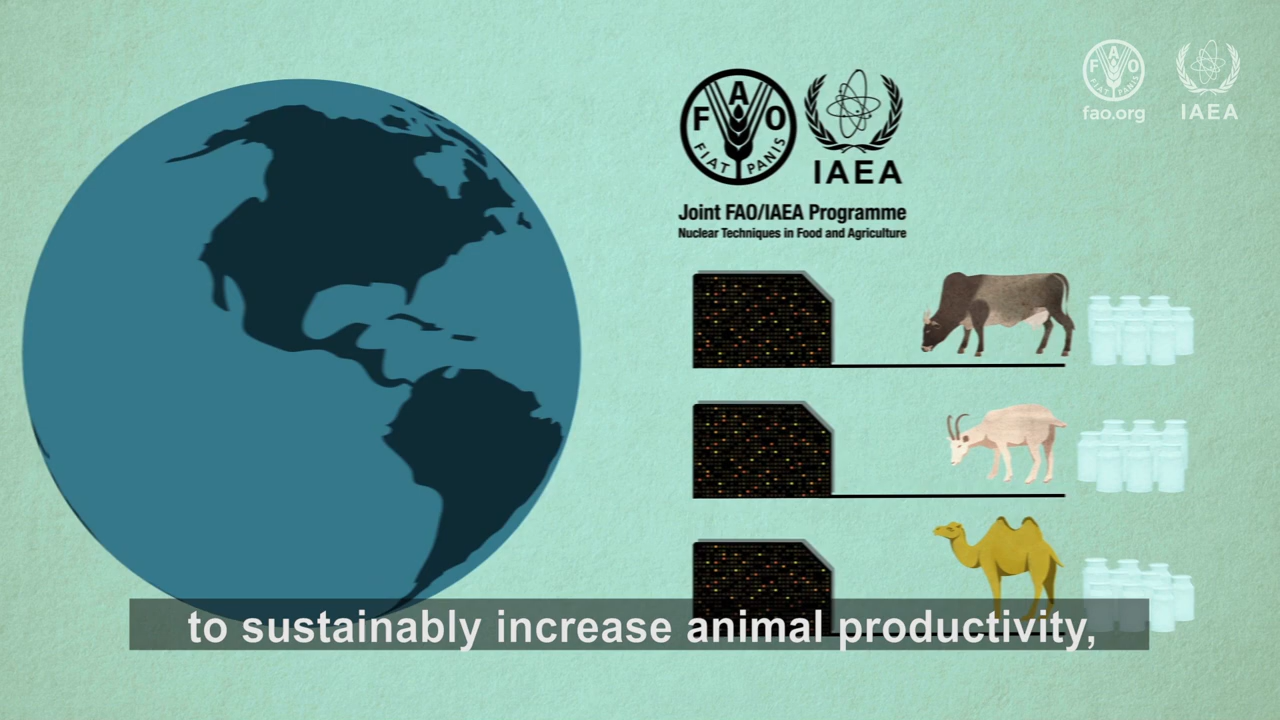 FAO
FIAT PANIS
IAEA
Joint FAO/IAEA Programme
Nuclear Techniques in Food and Agriculture
FAO
FIAT PANIS
fao.org
IAEA
to sustainably increase animal productivity,